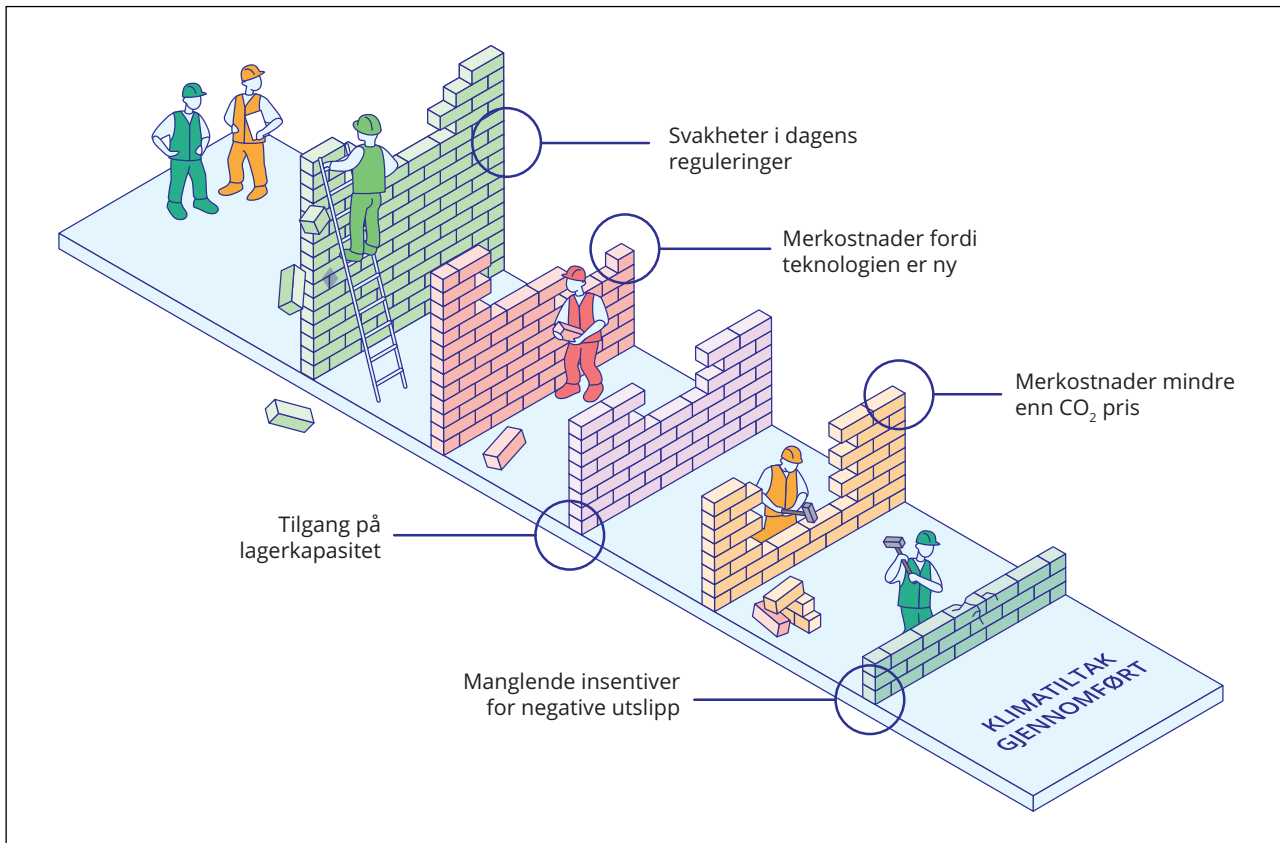 Svakheter i dagens
reguleringer
Merkostnader fordi
teknologien er ny
Merkostnader mindre
enn CO₂ pris
Tilgang på
lagerkapasitet
Manglende insentiver
for negative utslipp
KLIMATILTAK
GJENNOMFØRT